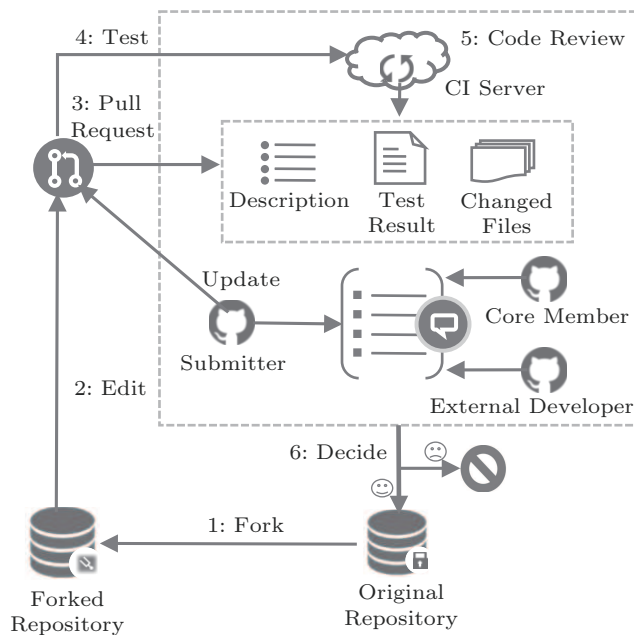 4: Test
5: Code Review
CI Server
3: Pull
Request
Description
Test
Result
Changed
Files
Update
Submitter
Core Member
External Developer
2: Edit
6: Decide
1: Fork
Forked
Repository
Original
Repository